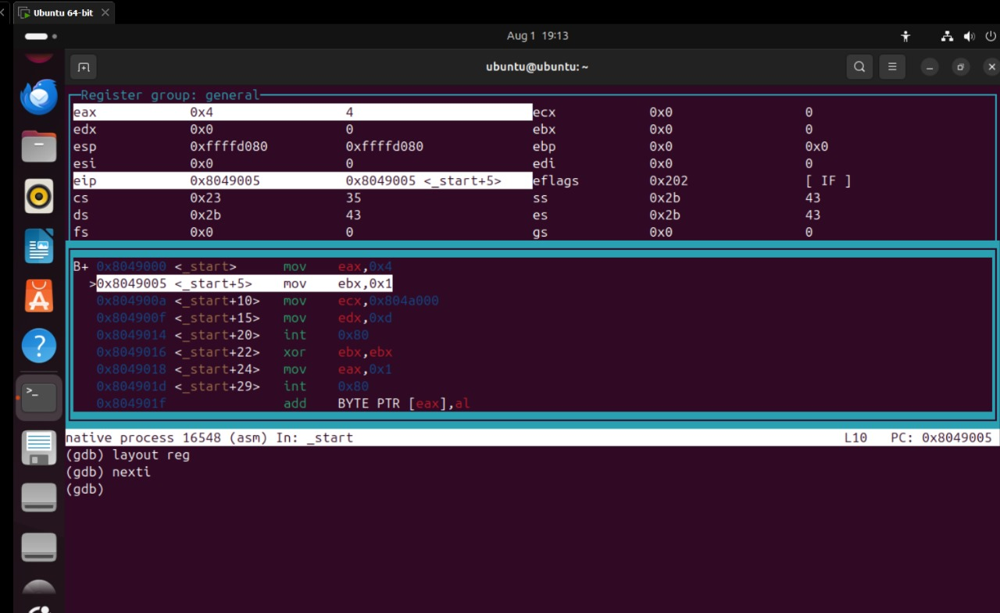 Ubuntu 64-bit
Aug 1 19:13
ubuntu@ubuntu: ~
Register group: general
eax 0x4 4 ecx 0x0 0
edx 0x0 0 ebx 0x0 0
esp 0xffffd080 0xffffd080 ebp 0x0 0x0
esi 0x0 0 edi 0x0 0
eip 0x8049005 0x8049005 <_start+5> eflags 0x202 [ IF ]
cs 0x23 35 ss 0x2b 43
ds 0x2b 43 es 0x2b 43
fs 0x0 0 gs 0x0 0
B+ 0x8049000 <_start> mov eax,0x4
>0x8049005 <_start+5> mov ebx,0x1
0x804900a <_start+10> mov ecx,0x804a000
0x804900f <_start+15> mov edx,0xd
0x8049014 <_start+20> int 0x80
0x8049016 <_start+22> xor ebx,ebx
0x8049018 <_start+24> mov eax,0x1
0x804901d <_start+29> int 0x80
0x804901f add BYTE PTR [eax],al
native process 16548 (asm) In: _start L10 PC: 0x8049005
(gdb) layout reg
(gdb) nexti
(gdb)